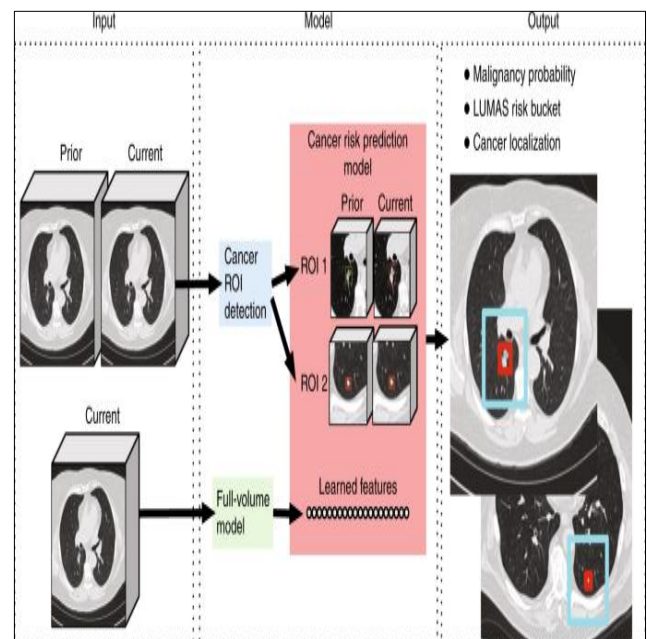 Input
Model
Output
Prior
Current
Current
Cancer
ROI
detection
Full-volume
model
Cancer risk prediction
model
Prior
Current
ROI 1
ROI 2
Learned features
● Malignancy probability
● LUMAS risk bucket
● Cancer localization